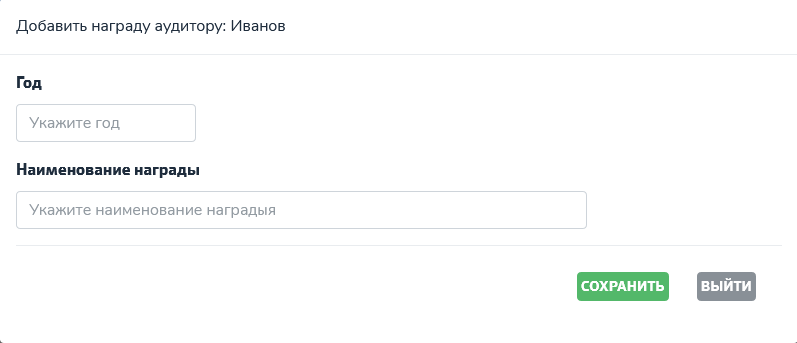 Добавить награду аудитору: Иванов
Год
Укажите год
Наименование награды
Укажите наименование наградыя
СОХРАНИТЬ ВЫЙТИ